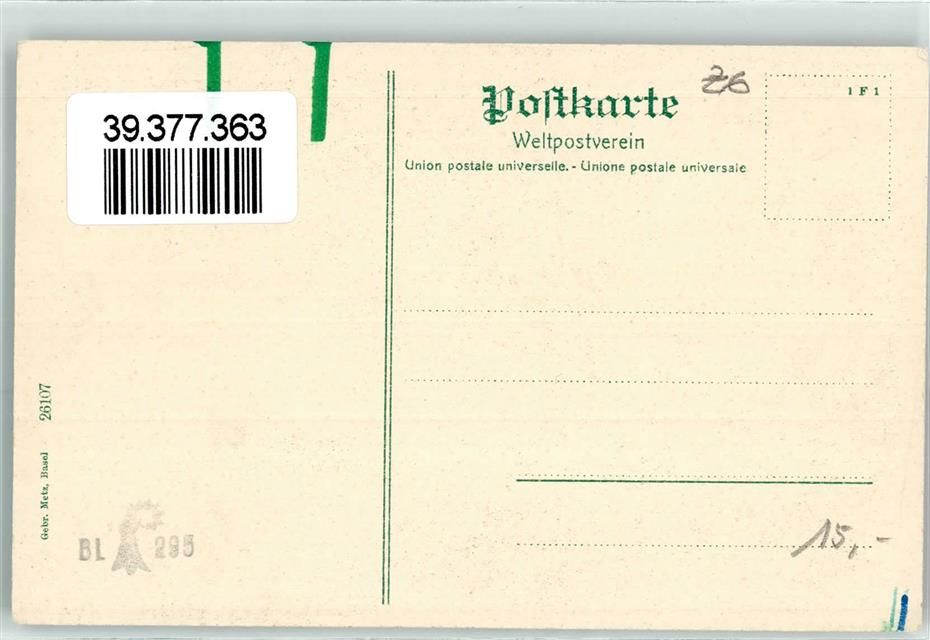 39.377.363
Postkarte
Weltpostverein
Union postale universelle. - Unione postale universale
1 F 1
Gebr. Metz, Basel 26107
BL 295
15,-